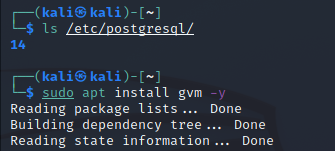 ┌──(kali㉿kali)-[~]
└─$ ls /etc/postgresql/
14
┌──(kali㉿kali)-[~]
└─$ sudo apt install gvm -y
Reading package lists... Done
Building dependency tree... Done
Reading state information... Done